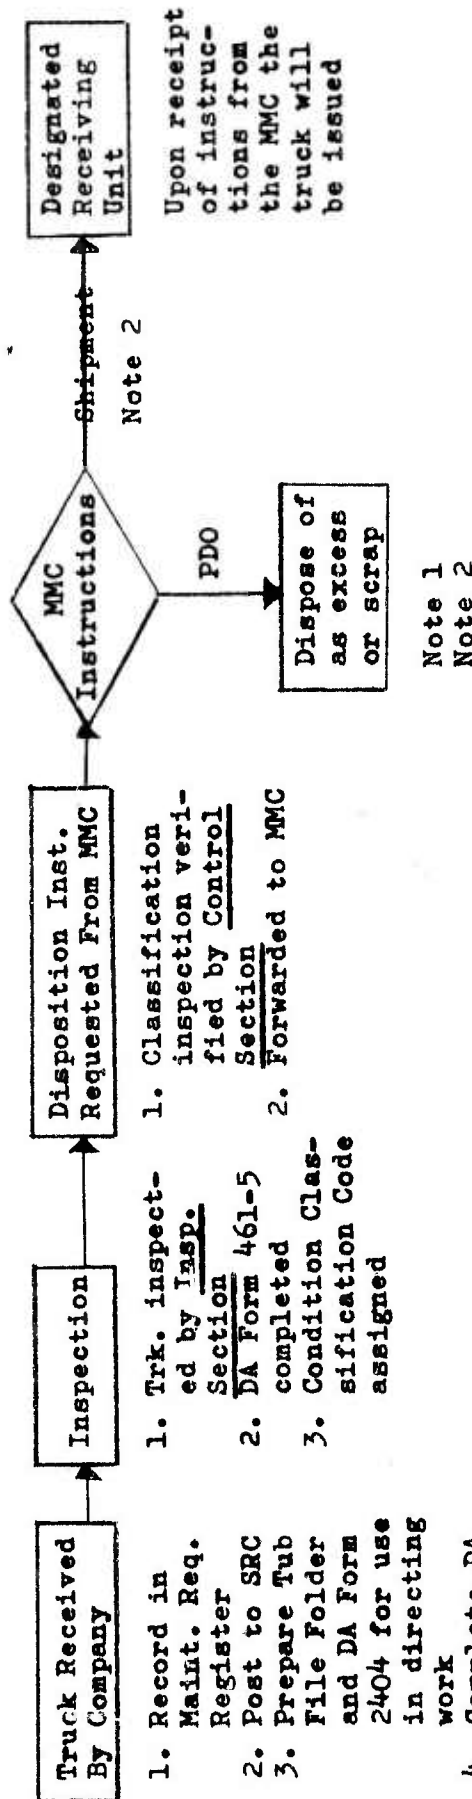 Truck Received
By Company
1. Record in
Maint. Req.
Register
2. Post to SRC
3. Prepare Tub
File Folder
and DA Form
2404 for use
in directing
work
4. Complete DA
Inspection
1. Trk. inspect-
ed by Insp.
Section
2. DA Form 461-5
completed
3. Condition Clas-
sification Code
assigned
Disposition Inst.
Requested From MMC
1. Classification
inspection veri-
fied by Control
Section
2. Forwarded to MMC
MMC
Instructions
PDO
Dispose of
as excess
or scrap
Note 1
Note 2
Shipment
Note 2
Designated
Receiving
Unit
Upon receipt
of instruc-
tions from
the MMC the
truck will
be issued